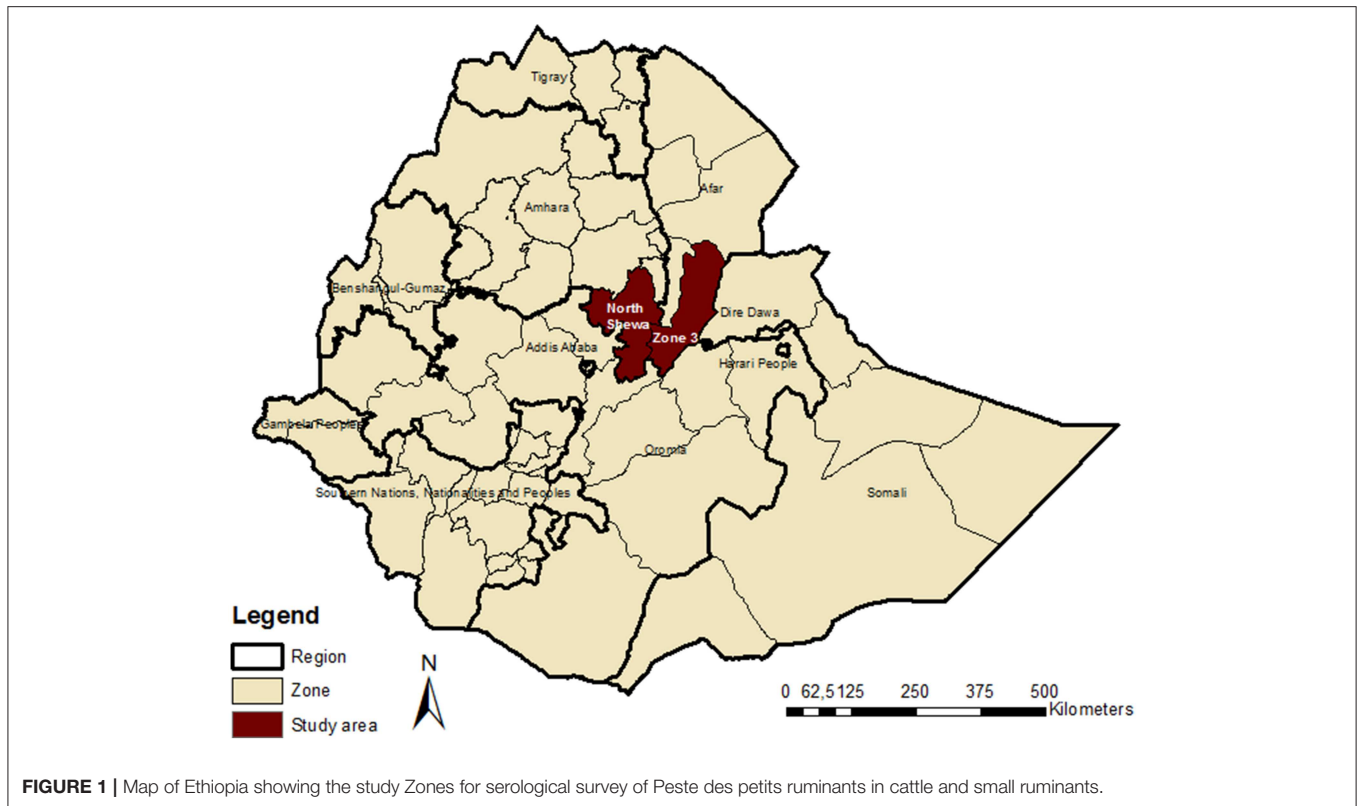 Tigray
Afar
Amhara
Benshangul-Gumaz
North
Shewa
Dire Dawa
Zone 3
Addis Ababa
Harari People
Gambela Peoples
Oromia
Southern Nations, Nationalities and Peoples
Somali
Legend
Region
Zone
Study area
N
0 62,5 125 250 375 500
Kilometers
FIGURE 1 | Map of Ethiopia showing the study Zones for serological survey of Peste des petits ruminants in cattle and small ruminants.